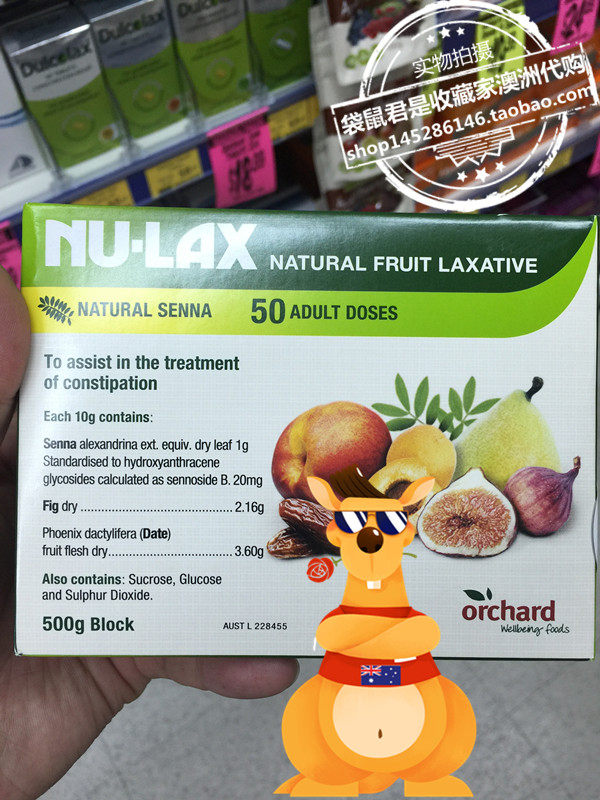 Dulcolax
Dulcolax
Dulcolax
实物拍摄
袋鼠君是收藏家澳洲代购
shop145286146.taobao.com
NU·LAX NATURAL FRUIT LAXATIVE
NATURAL SENNA 50 ADULT DOSES
To assist in the treatment
of constipation
Each 10g contains:
Senna alexandrina ext. equiv. dry leaf 1g
Standardised to hydroxyanthracene
glycosides calculated as sennoside B. 20mg
Fig dry ........................................ 2.16g
Phoenix dactylifera (Date)
fruit flesh dry................................ 3.60g
Also contains: Sucrose, Glucose
and Sulphur Dioxide.
500g Block
AUST L 228455
orchard
Wellbeing foods